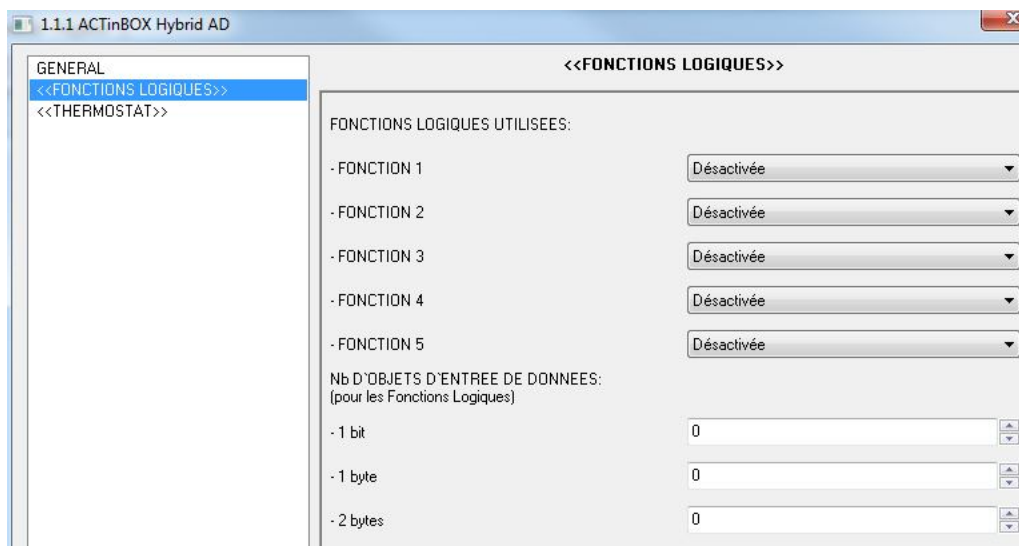 1.1.1 ACTinBOX Hybrid AD
GENERAL
<<FONCTIONS LOGIQUES>>
<<THERMOSTAT>>
<<FONCTIONS LOGIQUES>>
FONCTIONS LOGIQUES UTILISEES:
- FONCTION 1 Désactivée
- FONCTION 2 Désactivée
- FONCTION 3 Désactivée
- FONCTION 4 Désactivée
- FONCTION 5 Désactivée
Nb D`OBJETS D`ENTREE DE DONNEES:
(pour les Fonctions Logiques)
- 1 bit 0
- 1 byte 0
- 2 bytes 0